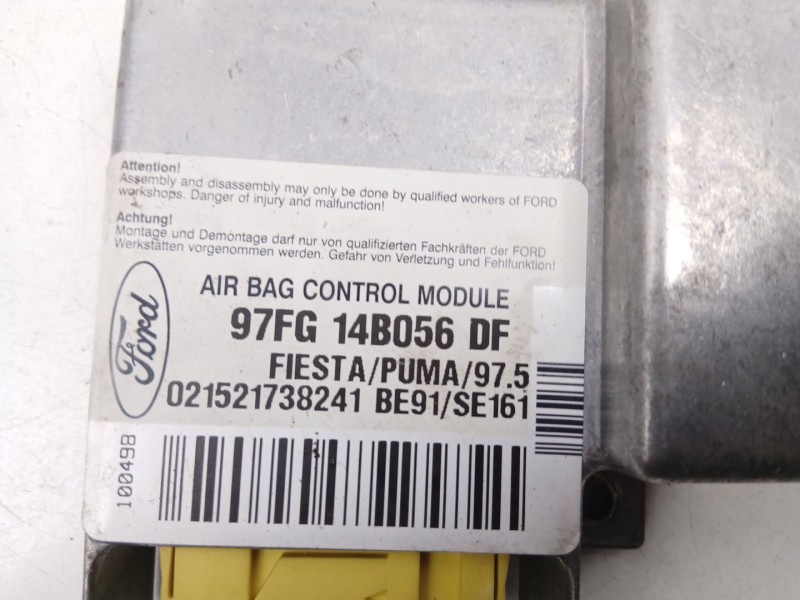 Attention!
Assembly and disassembly may only be done by qualified workers of FORD
workshops. Danger of injury and malfunction!
Achtung!
Montage und Demontage darf nur von qualifizierten Fachkräften der FORD
Werkstätten vorgenommen werden. Gefahr von Verletzung und Fehlfunktion!
Ford
AIR BAG CONTROL MODULE
97FG 14B056 DF
FIESTA/PUMA/97.5
021521738241 BE91/SE161
100498